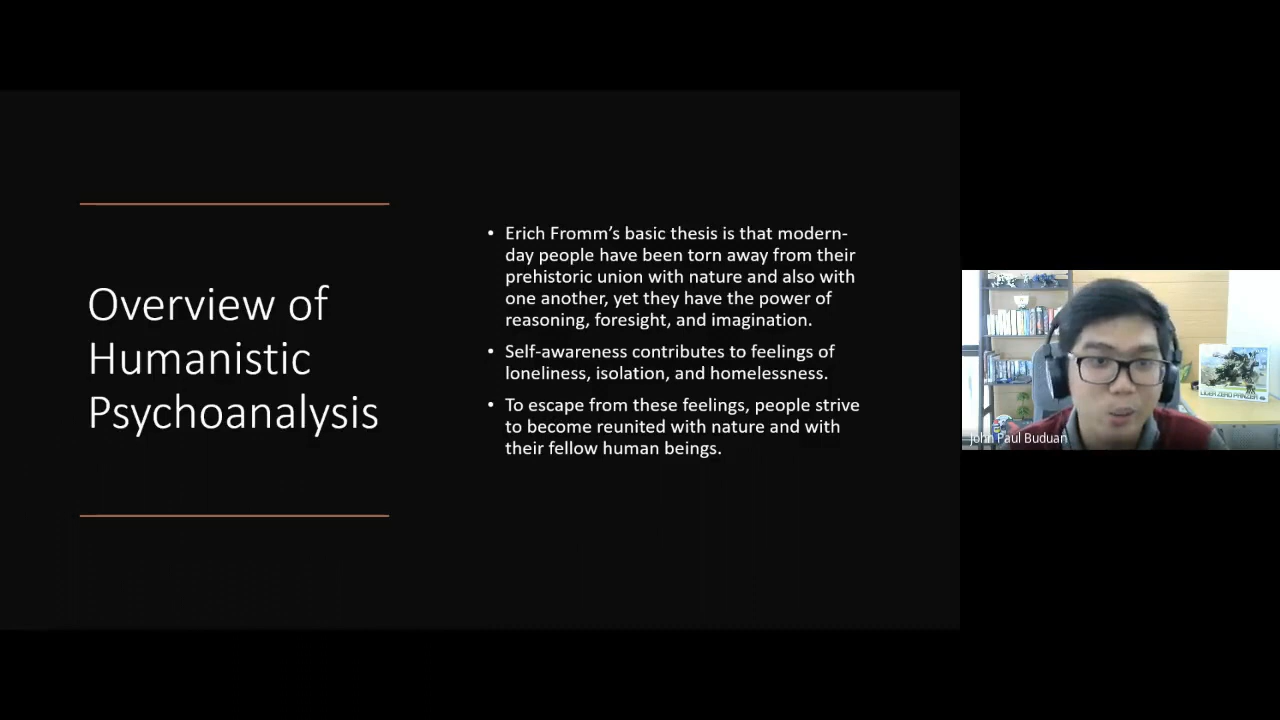 Overview of
Humanistic
Psychoanalysis
• Erich Fromm’s basic thesis is that modern-
day people have been torn away from their
prehistoric union with nature and also with
one another, yet they have the power of
reasoning, foresight, and imagination.
• Self-awareness contributes to feelings of
loneliness, isolation, and homelessness.
• To escape from these feelings, people strive
to become reunited with nature and with
their fellow human beings.
John Paul Buduan
LIGER ZERO PANZER